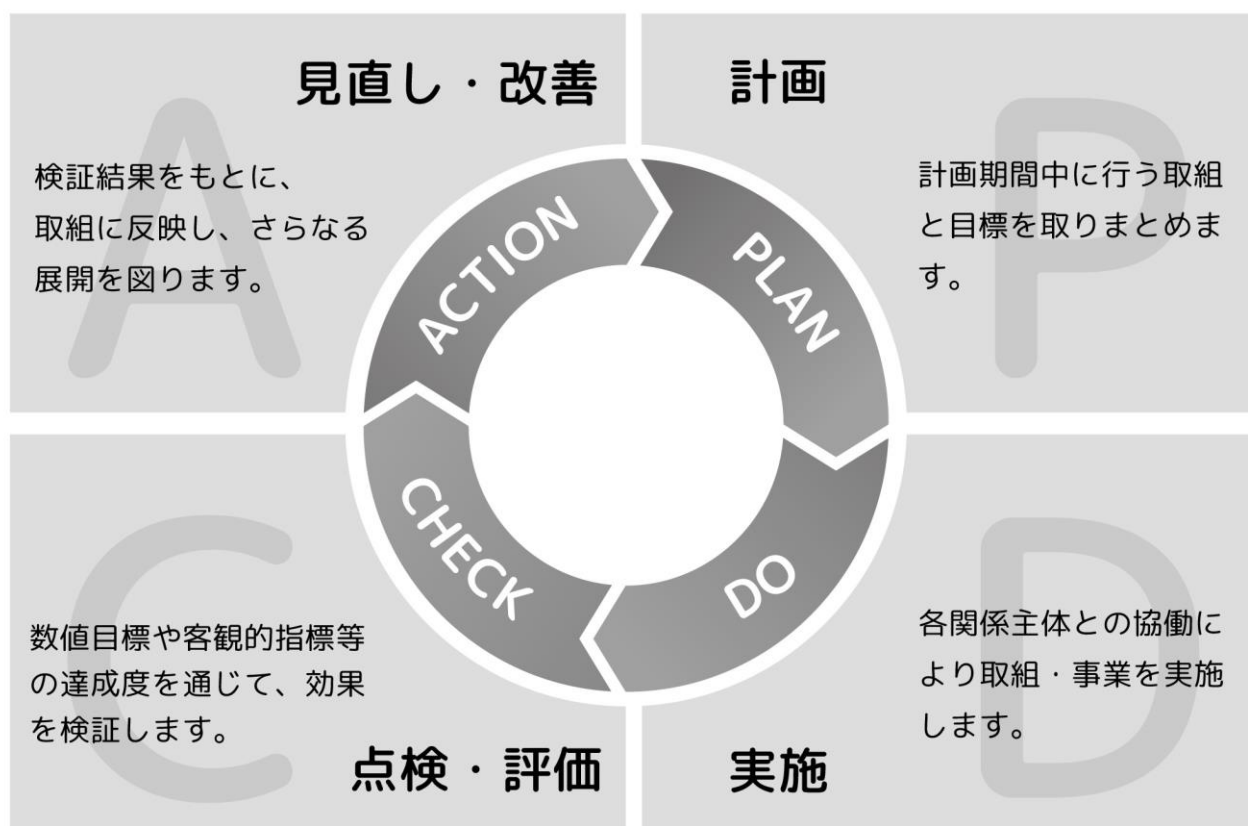 見直し・改善
検証結果をもとに、
取組に反映し、さらなる
展開を図ります。
A
ACTION
計画
計画期間中に行う取組
と目標を取りまとめま
す。
P
PLAN
各関係主体との協働に
より取組・事業を実施
します。
D
DO
実施
数値目標や客観的指標等
の達成度を通じて、効果
を検証します。
C
CHECK
点検・評価